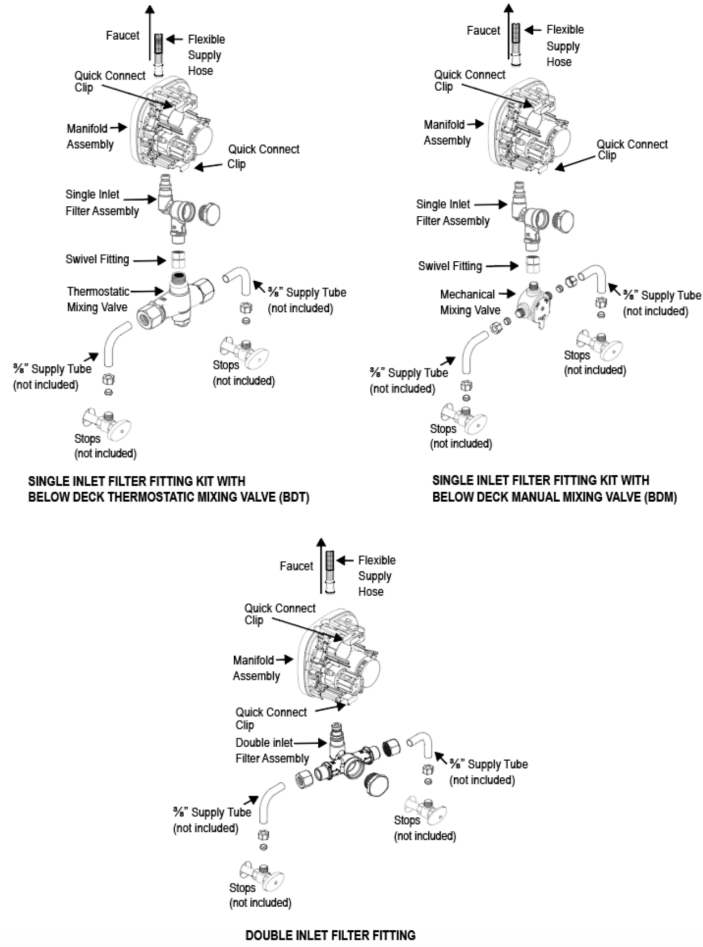 Faucet
Flexible
Supply
Hose
Quick Connect
Clip
Manifold
Assembly
Quick Connect
Clip
Single Inlet
Filter Assembly
Swivel Fitting
Thermostatic
Mixing Valve
⅜” Supply Tube
(not included)
⅜” Supply Tube
(not included)
Stops
(not included)
Stops
(not included)
SINGLE INLET FILTER FITTING KIT WITH
BELOW DECK THERMOSTATIC MIXING VALVE (BDT)
Faucet
Flexible
Supply
Hose
Quick Connect
Clip
Manifold
Assembly
Quick Connect
Clip
Single Inlet
Filter Assembly
Swivel Fitting
Mechanical
Mixing Valve
⅜” Supply Tube
(not included)
Stops
(not included)
⅜” Supply Tube
(not included)
Stops
(not included)
SINGLE INLET FILTER FITTING KIT WITH
BELOW DECK MANUAL MIXING VALVE (BDM)
Faucet
Flexible
Supply
Hose
Quick Connect
Clip
Manifold
Assembly
Quick Connect
Clip
Double inlet
Filter Assembly
⅜” Supply Tube
(not included)
⅜” Supply Tube
(not included)
Stops
(not included)
Stops
(not included)
DOUBLE INLET FILTER FITTING